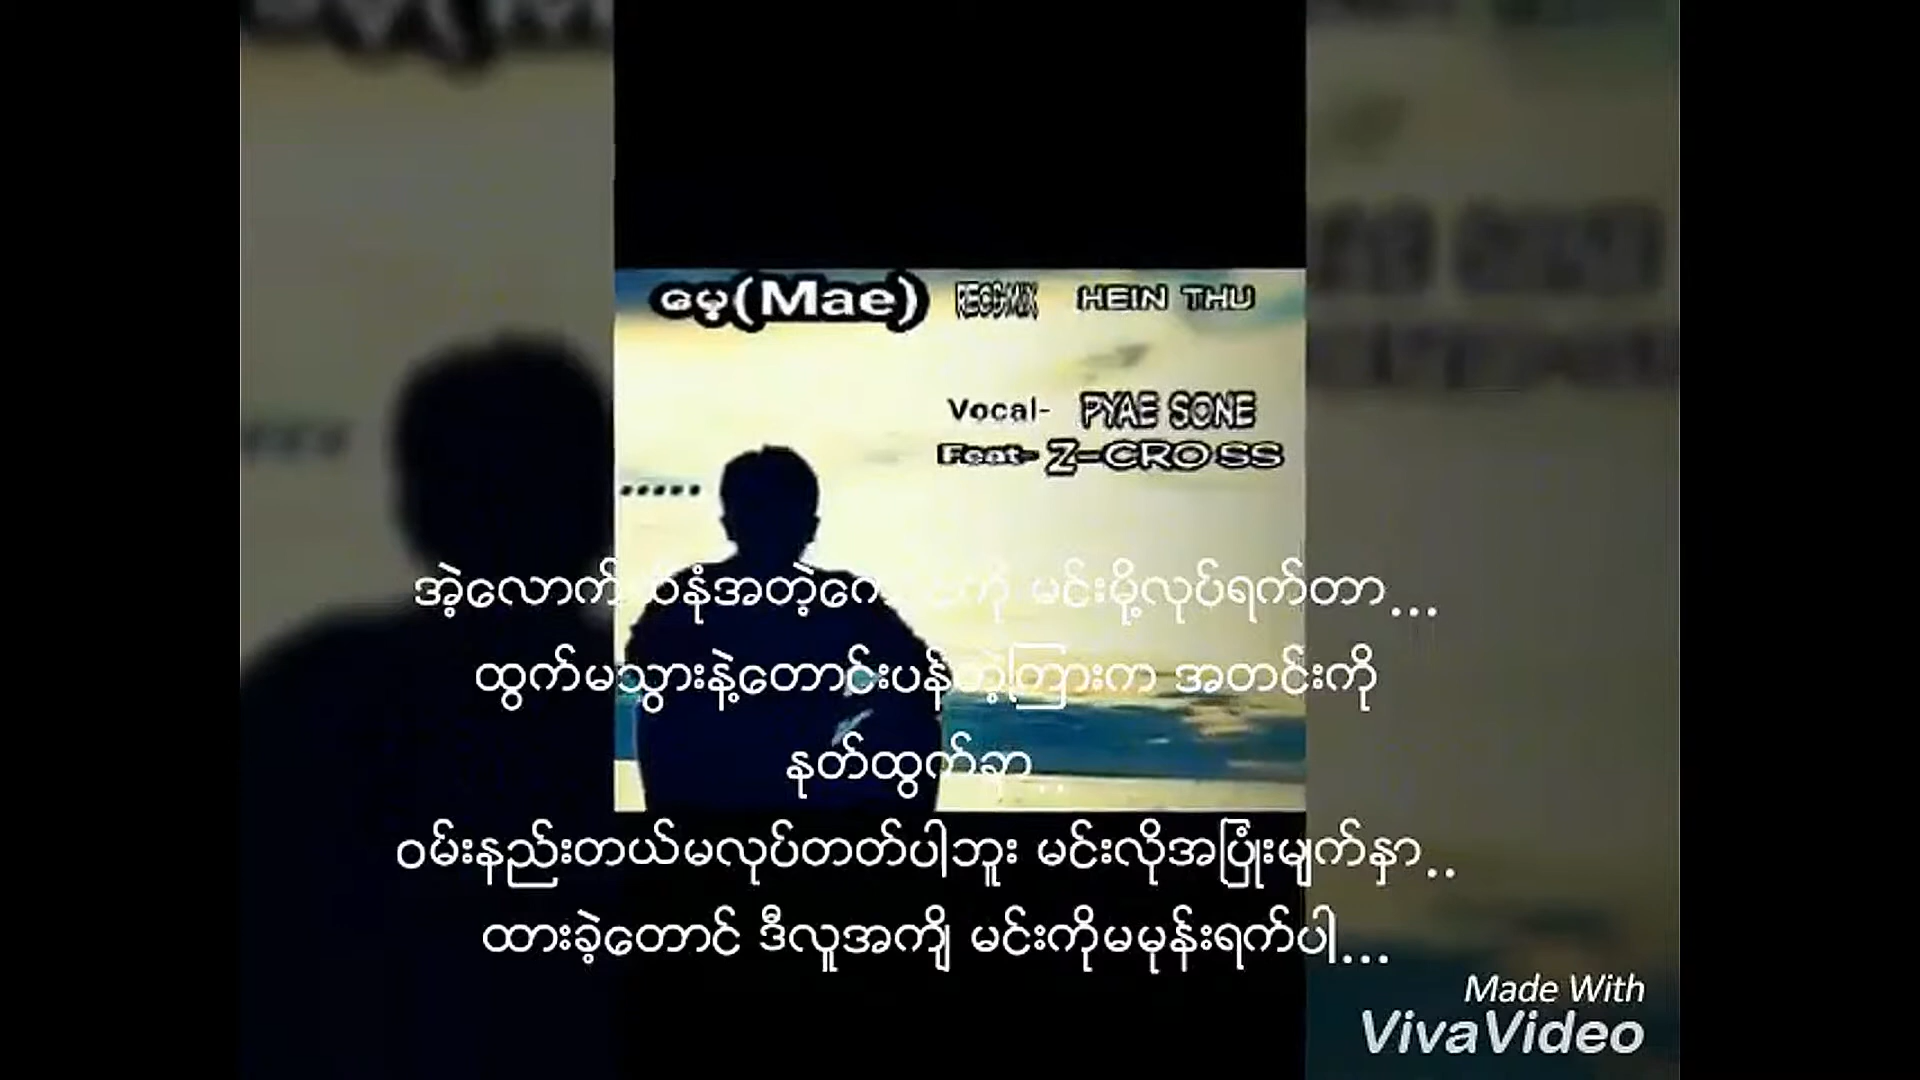 မေ့(Mae) REC&MIX HEIN THU
Vocal- PYAE SONE
Feat- Z-CROSS
.....
အဲ့လောက် အတဲ့ မင်းမို့လုပ်ရက်တာ...
ထွက်မသွားနဲ့တောင်းပန်တဲ့ကြားက အတင်းကို
နုတ်ထွက်ခွာ..
ဝမ်းနည်းတယ်မလုပ်တတ်ပါဘူး မင်းလိုအပြုံးမျက်နှာ..
ထားခဲ့တောင် ဒီလူအကျိ မင်းကိုမမုန်းရက်ပါ...
Made With
VivaVideo